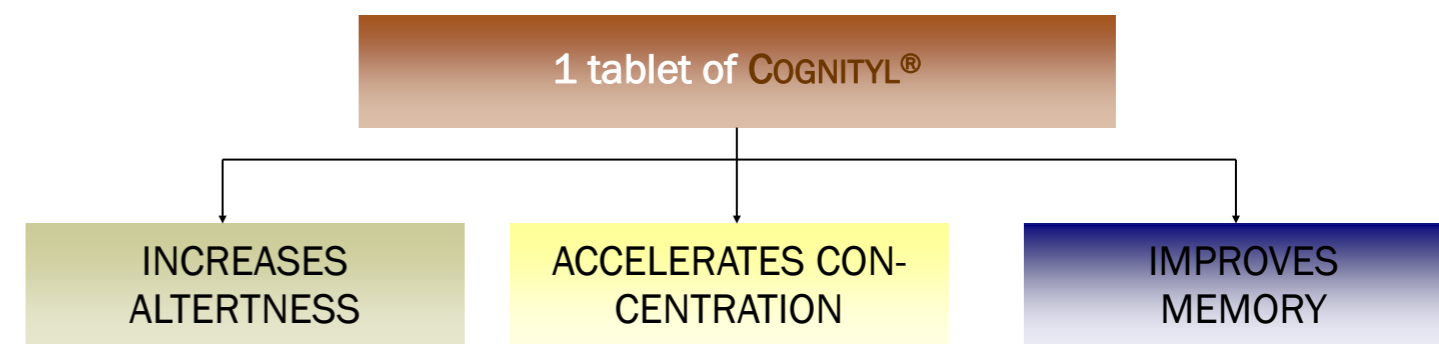 1 tablet of COGNITYL®
INCREASES
ALTERTNESS
ACCELERATES CON-
CENTRATION
IMPROVES
MEMORY